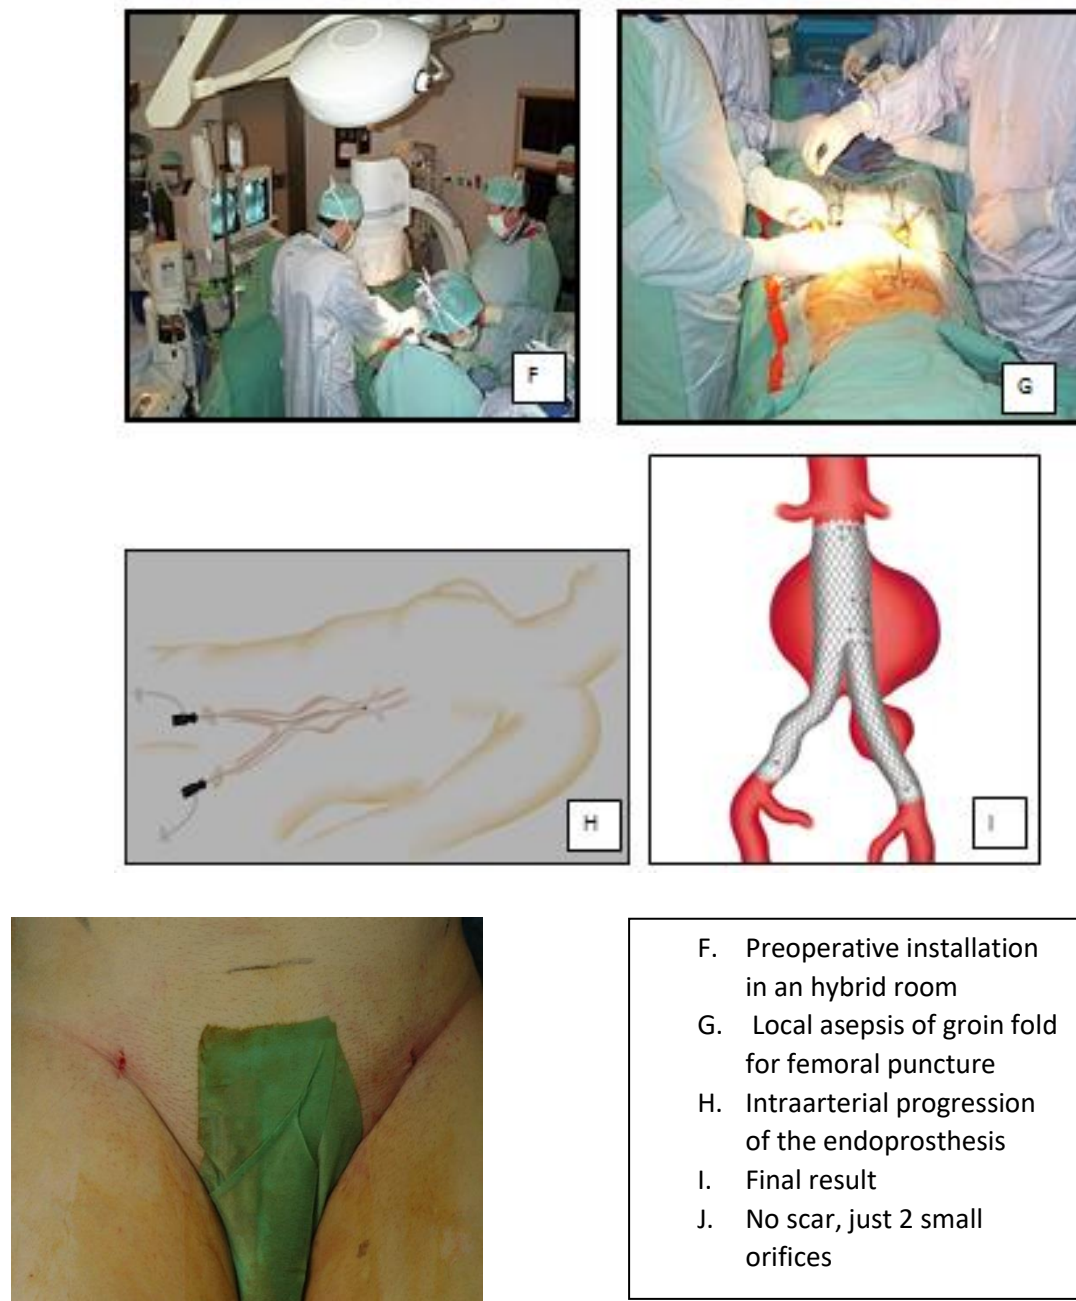 F
G
H
I
F. Preoperative installation
in an hybrid room
G. Local asepsis of groin fold
for femoral puncture
H. Intraarterial progression
of the endoprosthesis
I. Final result
J. No scar, just 2 small
orifices